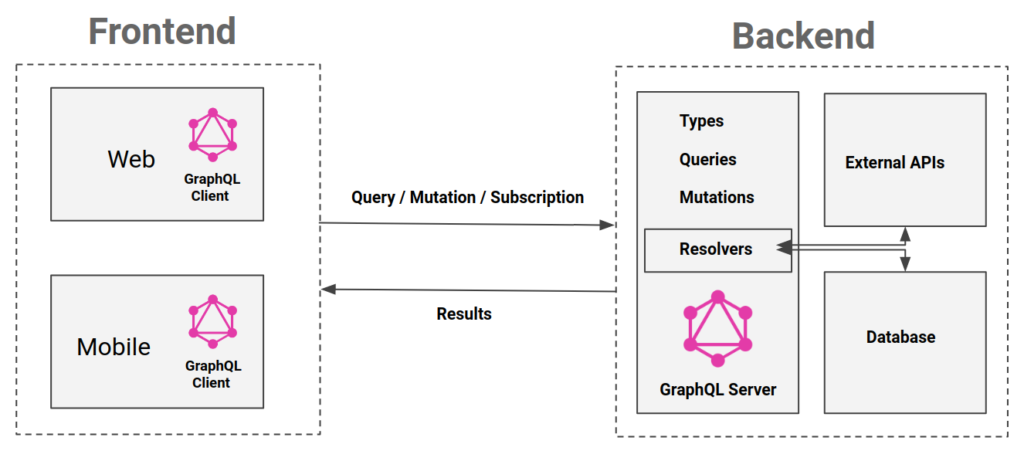 Frontend
Backend
Web
GraphQL
Client
Mobile
GraphQL
Client
Query / Mutation / Subscription
Results
Types
Queries
Mutations
Resolvers
GraphQL Server
External APIs
Database